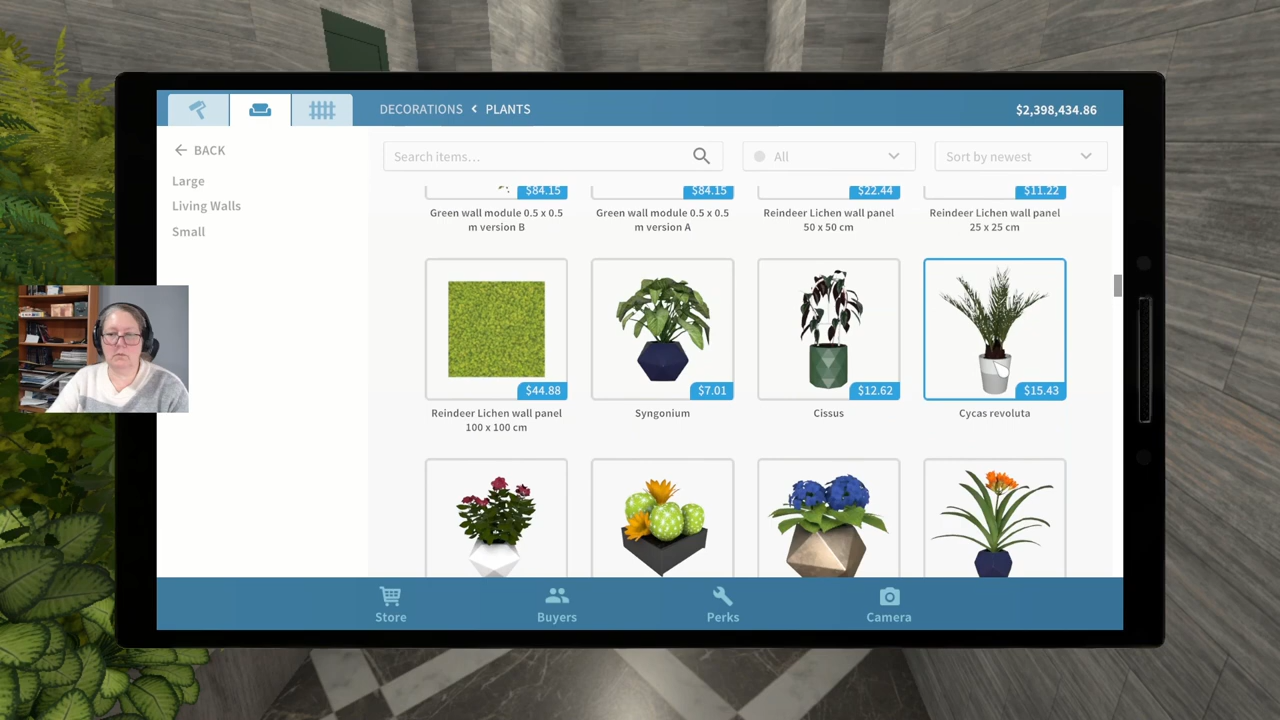 DECORATIONS < PLANTS
$2,398,434.86
BACK
Large
Living Walls
Small
Search items...
All
Sort by newest
$84.15
$84.15
$22.44
$11.22
Green wall module 0.5 x 0.5
m version B
Green wall module 0.5 x 0.5
m version A
Reindeer Lichen wall panel
50 x 50 cm
Reindeer Lichen wall panel
25 x 25 cm
$44.88
$7.01
$12.62
$15.43
Reindeer Lichen wall panel
100 x 100 cm
Syngonium
Cissus
Cycas revoluta
Store
Buyers
Perks
Camera